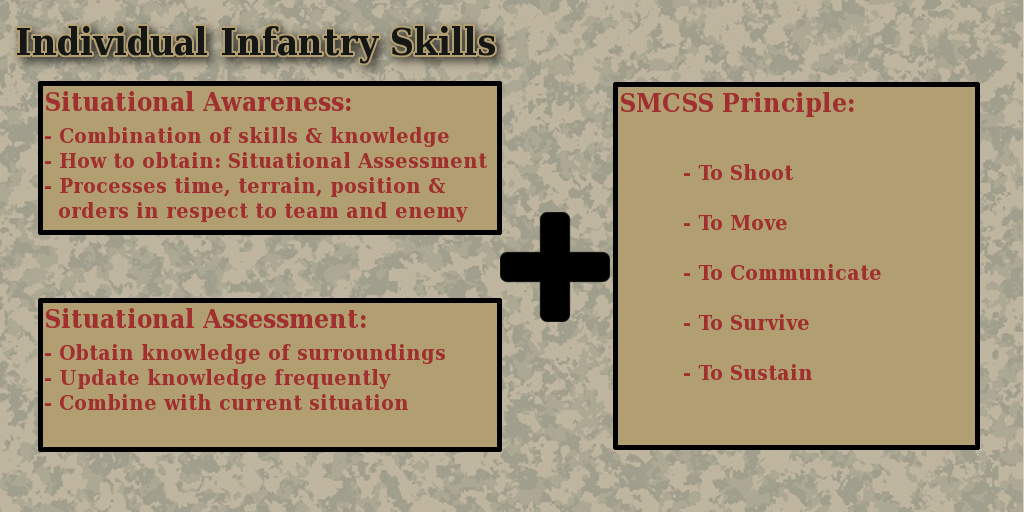 Individual Infantry Skills
Situational Awareness:
- Combination of skills & knowledge
- How to obtain: Situational Assessment
- Processes time, terrain, position &
orders in respect to team and enemy
Situational Assessment:
- Obtain knowledge of surroundings
- Update knowledge frequently
- Combine with current situation
SMCSS Principle:
- To Shoot
- To Move
- To Communicate
- To Survive
- To Sustain